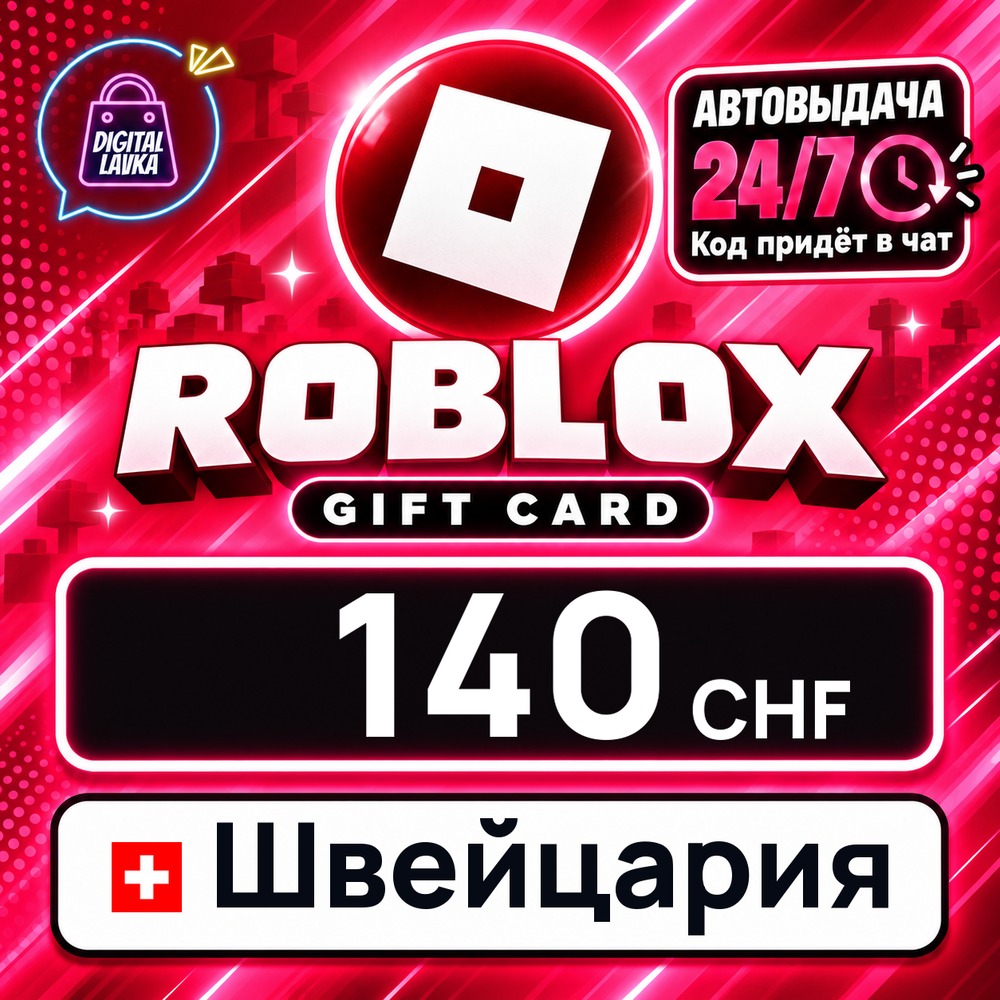 DIGITAL
LAVKA
АВТОВЫДАЧА
24/7
Код придёт в чат
ROBLOX
GIFT CARD
140 CHF
Швейцария